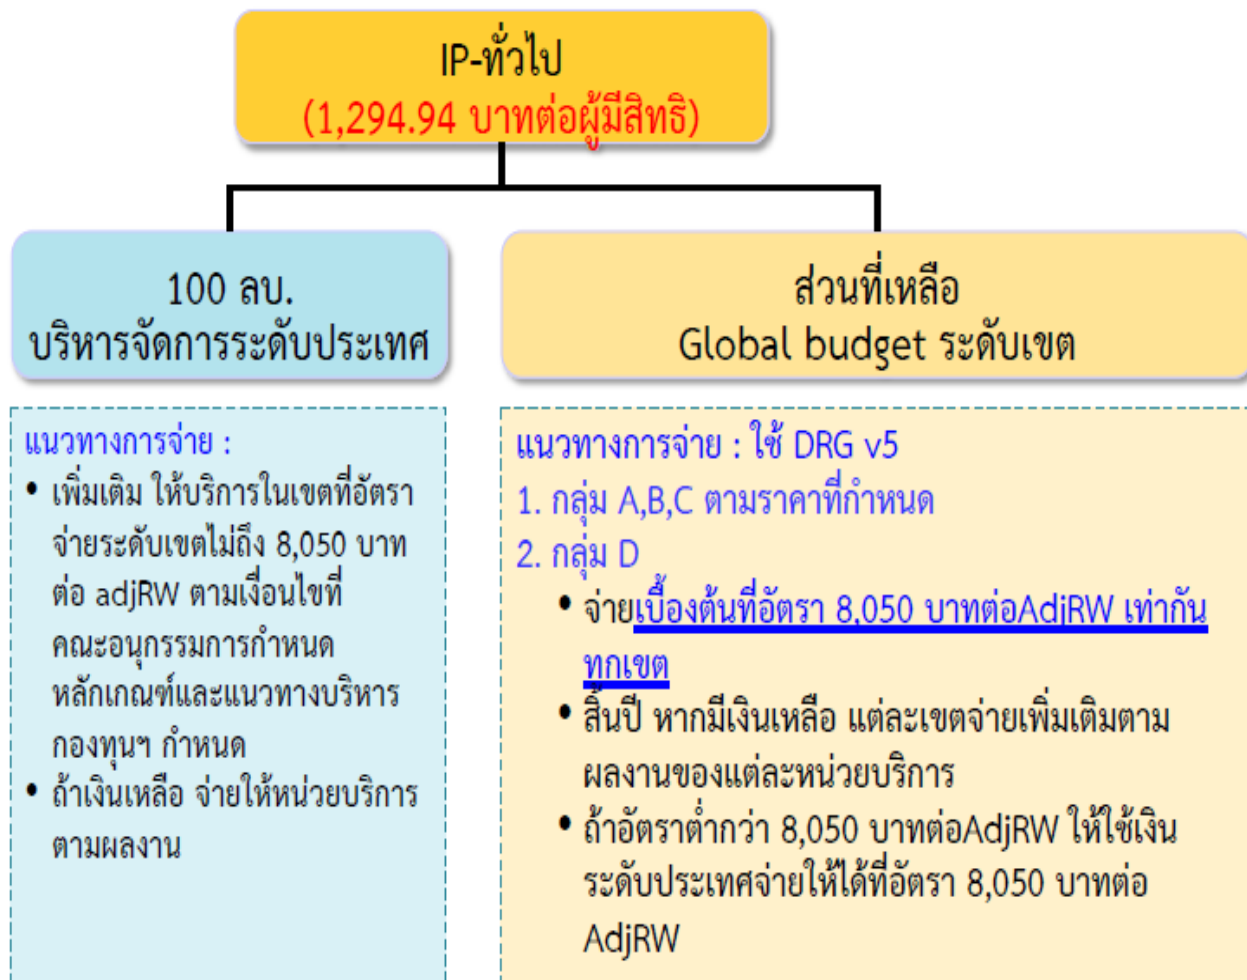 IP-ทั่วไป
(1,294.94 บาทต่อผู้มีสิทธิ)
100 ลบ.
บริหารจัดการระดับประเทศ
ส่วนที่เหลือ
Global budget ระดับเขต
แนวทางการจ่าย :
• เพิ่มเติม ให้บริการในเขตที่อัตรา
จ่ายระดับเขตไม่ถึง 8,050 บาท
ต่อ adjRW ตามเงื่อนไขที่
คณะอนุกรรมการกำหนด
หลักเกณฑ์และแนวทางบริหาร
กองทุนฯ กำหนด
• ถ้าเงินเหลือ จ่ายให้หน่วยบริการ
ตามผลงาน
แนวทางการจ่าย : ใช้ DRG v5
1. กลุ่ม A,B,C ตามราคาที่กำหนด
2. กลุ่ม D
• จ่ายเบื้องต้นที่อัตรา 8,050 บาทต่อAdjRW เท่ากัน
ทุกเขต
• สิ้นปี หากมีเงินเหลือ แต่ละเขตจ่ายเพิ่มเติมตาม
ผลงานของแต่ละหน่วยบริการ
• ถ้าอัตราต่ำกว่า 8,050 บาทต่อAdjRW ให้ใช้เงิน
ระดับประเทศจ่ายให้ได้ที่อัตรา 8,050 บาทต่อ
AdjRW